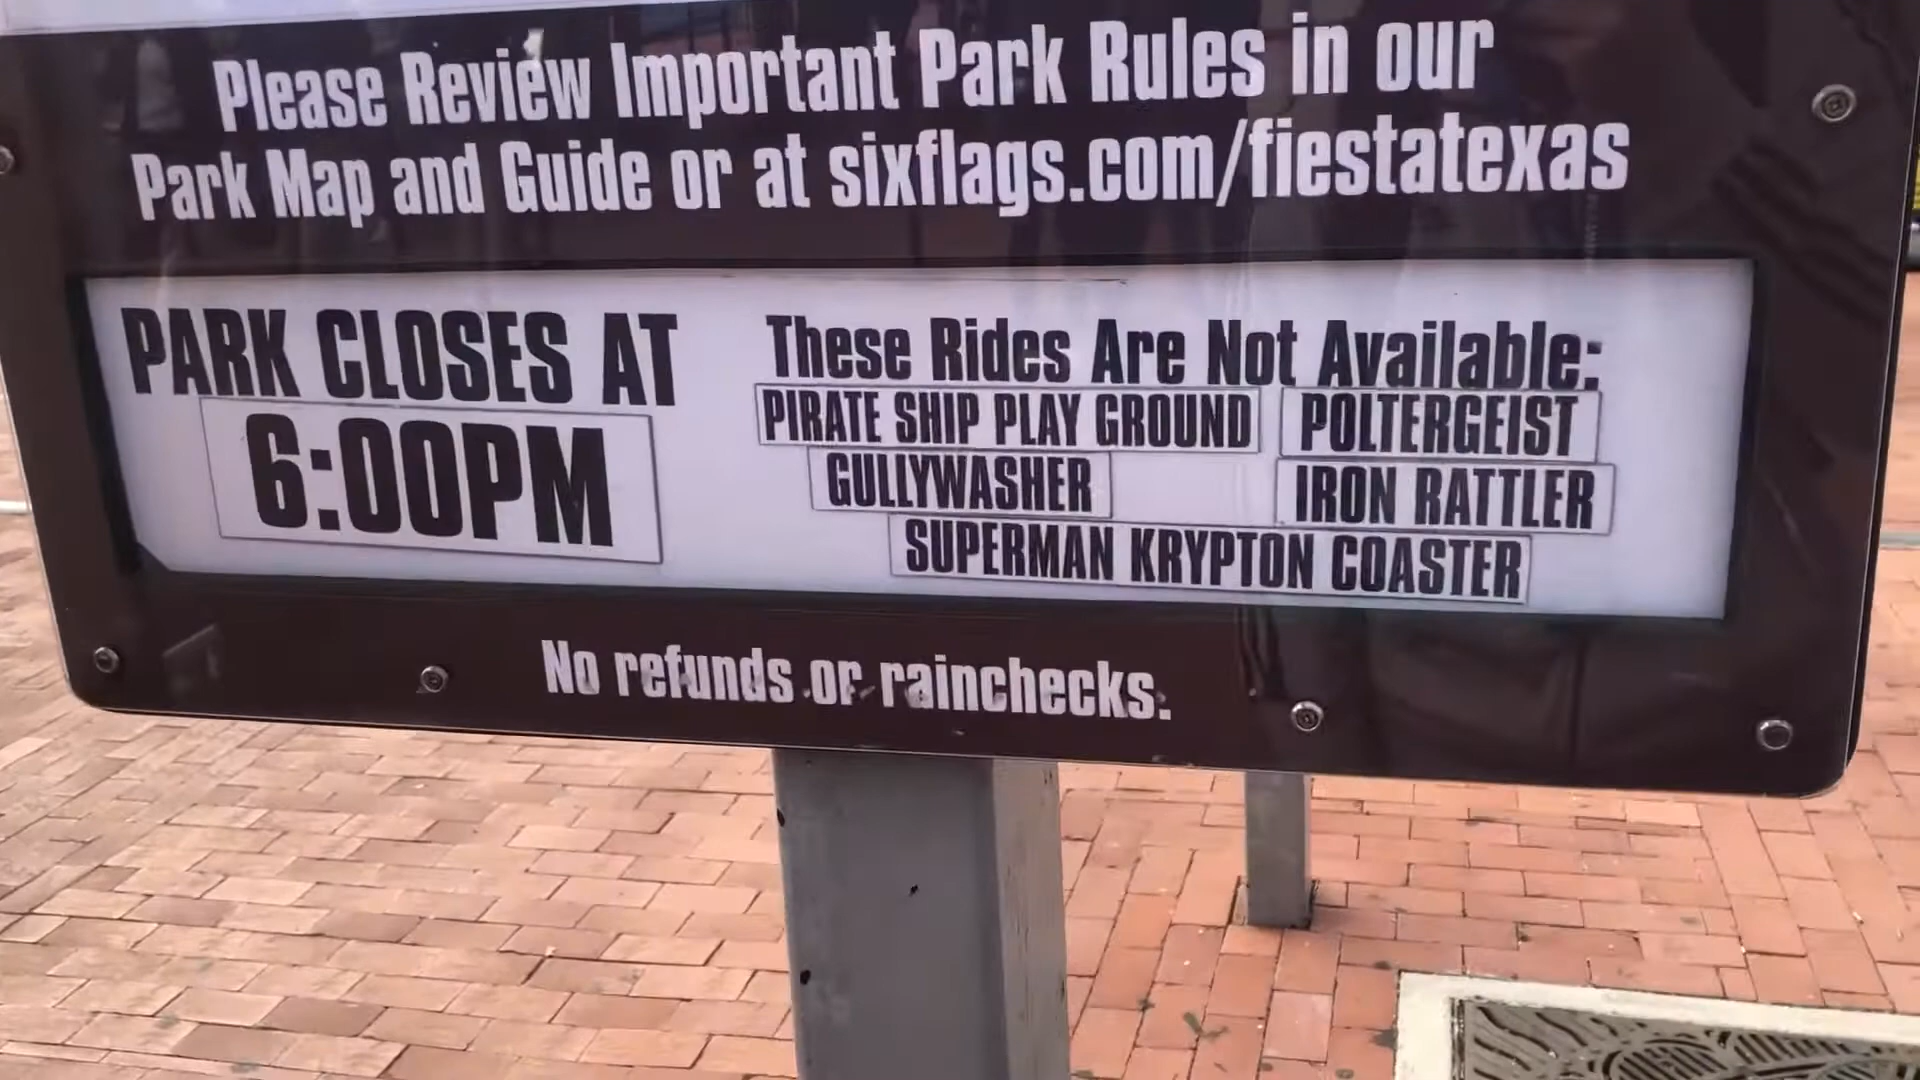 Please Review Important Park Rules in our
Park Map and Guide or at sixflags.com/fiestatexas
PARK CLOSES AT
6:00PM
These Rides Are Not Available:
PIRATE SHIP PLAY GROUND POLTERGEIST
GULLYWASHER IRON RATTLER
SUPERMAN KRYPTON COASTER
No refunds or rainchecks.